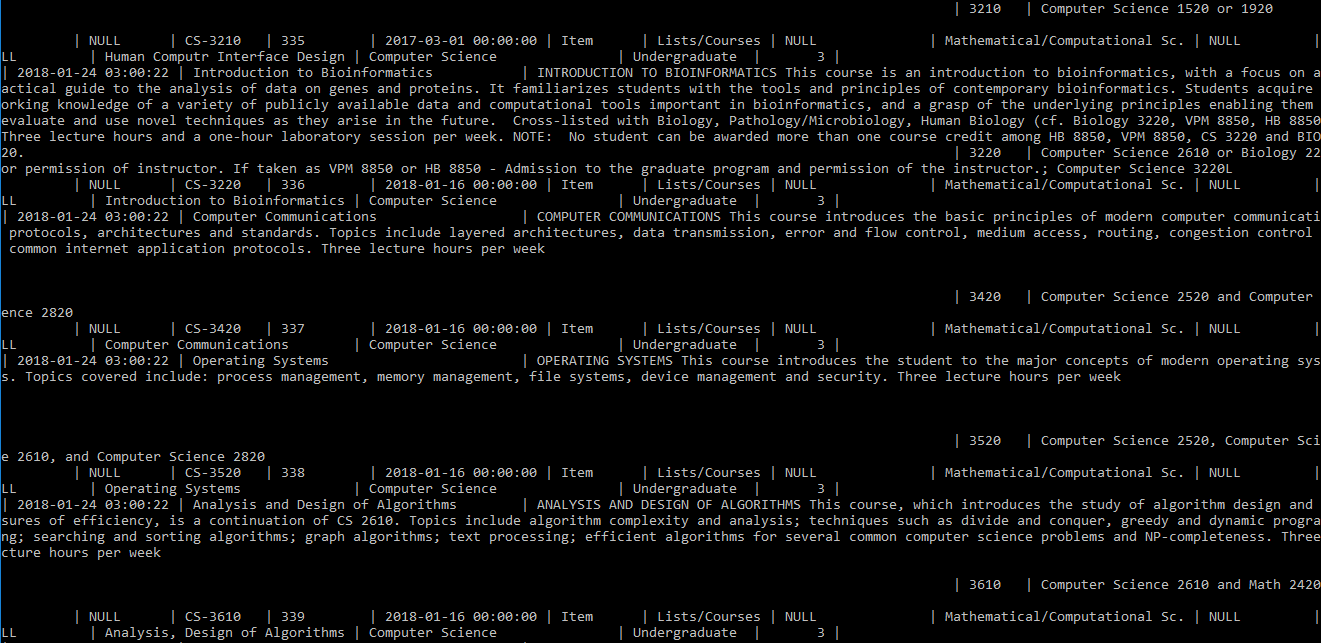 | 3210 | Computer Science 1520 or 1920
| NULL | CS-3210 | 335 | 2017-03-01 00:00:00 | Item | Lists/Courses | NULL | Mathematical/Computational Sc. | NULL |
LL | Human Computr Interface Design | Computer Science | Undergraduate | 3 |
| 2018-01-24 03:00:22 | Introduction to Bioinformatics | INTRODUCTION TO BIOINFORMATICS This course is an introduction to bioinformatics, with a focus on a
actical guide to the analysis of data on genes and proteins. It familiarizes students with the tools and principles of contemporary bioinformatics. Students acquire
orking knowledge of a variety of publicly available data and computational tools important in bioinformatics, and a grasp of the underlying principles enabling them
evaluate and use novel techniques as they arise in the future. Cross-listed with Biology, Pathology/Microbiology, Human Biology (cf. Biology 3220, VPM 8850, HB 8850
Three lecture hours and a one-hour laboratory session per week. NOTE: No student can be awarded more than one course credit among HB 8850, VPM 8850, CS 3220 and BIO
20.
| 3220 | Computer Science 2610 or Biology 22
or permission of instructor. If taken as VPM 8850 or HB 8850 - Admission to the graduate program and permission of the instructor.; Computer Science 3220L
| NULL | CS-3220 | 336 | 2018-01-16 00:00:00 | Item | Lists/Courses | NULL | Mathematical/Computational Sc. | NULL |
LL | Introduction to Bioinformatics | Computer Science | Undergraduate | 3 |
| 2018-01-24 03:00:22 | Computer Communications | COMPUTER COMMUNICATIONS This course introduces the basic principles of modern computer communicati
protocols, architectures and standards. Topics include layered architectures, data transmission, error and flow control, medium access, routing, congestion control
common internet application protocols. Three lecture hours per week
| 3420 | Computer Science 2520 and Computer
ence 2820
| NULL | CS-3420 | 337 | 2018-01-16 00:00:00 | Item | Lists/Courses | NULL | Mathematical/Computational Sc. | NULL |
LL | Computer Communications | Computer Science | Undergraduate | 3 |
| 2018-01-24 03:00:22 | Operating Systems | OPERATING SYSTEMS This course introduces the student to the major concepts of modern operating sys
s. Topics covered include: process management, memory management, file systems, device management and security. Three lecture hours per week
| 3520 | Computer Science 2520, Computer Sci
e 2610, and Computer Science 2820
| NULL | CS-3520 | 338 | 2018-01-16 00:00:00 | Item | Lists/Courses | NULL | Mathematical/Computational Sc. | NULL |
LL | Operating Systems | Computer Science | Undergraduate | 3 |
| 2018-01-24 03:00:22 | Analysis and Design of Algorithms | ANALYSIS AND DESIGN OF ALGORITHMS This course, which introduces the study of algorithm design and
sures of efficiency, is a continuation of CS 2610. Topics include algorithm complexity and analysis; techniques such as divide and conquer, greedy and dynamic progra
ng; searching and sorting algorithms; graph algorithms; text processing; efficient algorithms for several common computer science problems and NP-completeness. Three
cture hours per week
| 3610 | Computer Science 2610 and Math 2420
| NULL | CS-3610 | 339 | 2018-01-16 00:00:00 | Item | Lists/Courses | NULL | Mathematical/Computational Sc. | NULL |
LL | Analysis, Design of Algorithms | Computer Science | Undergraduate | 3 |